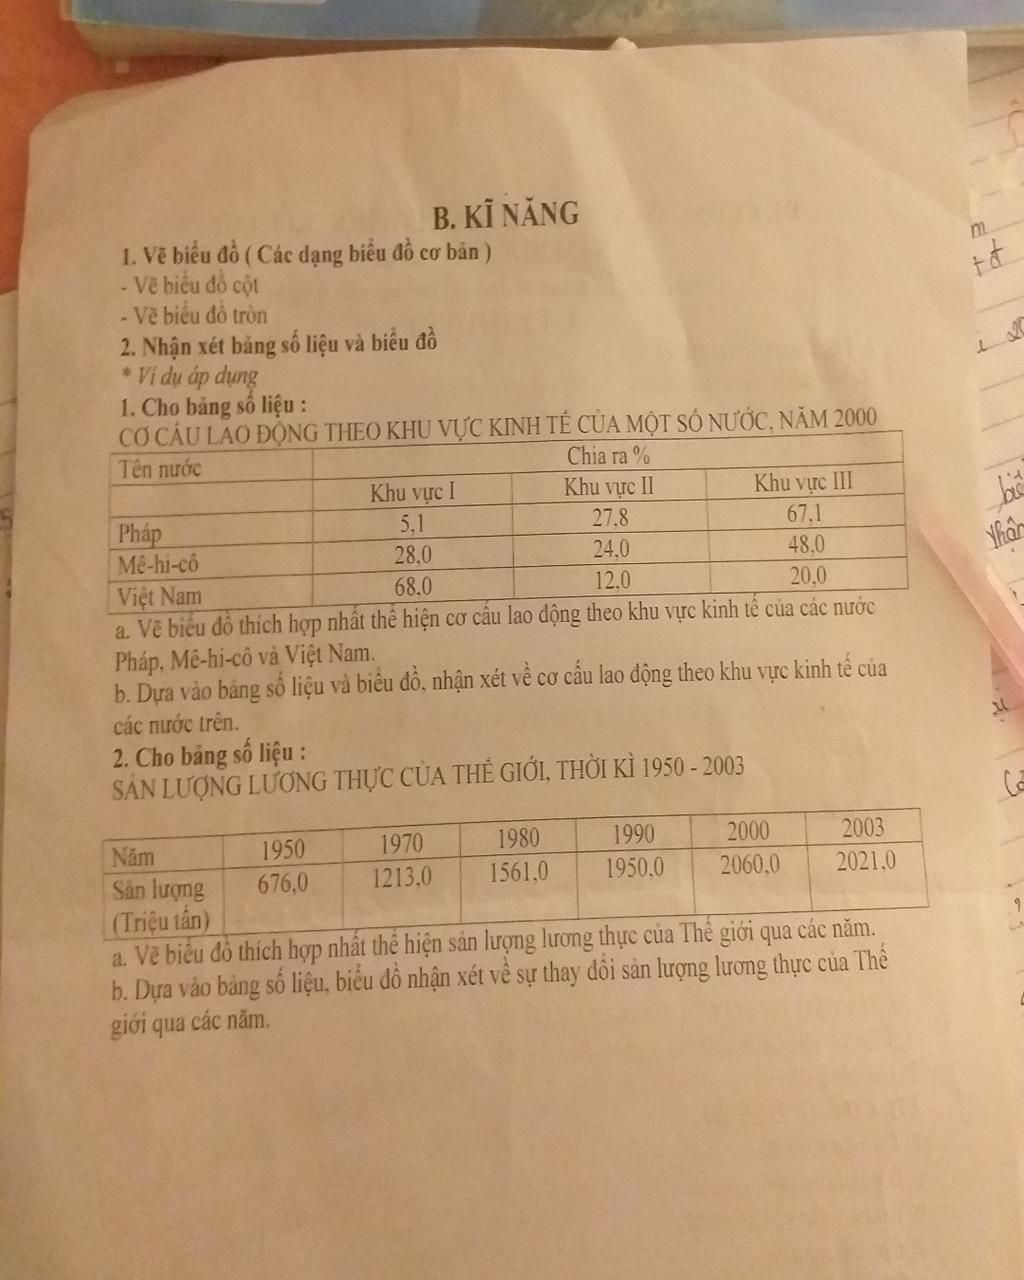 B. KĨ NĂNG
1. Vẽ biểu đồ ( Các dạng biểu đồ cơ bản )
- Vẽ biểu đồ cột
- Vẽ biểu đồ tròn
2. Nhận xét bảng số liệu và biểu đồ
* Ví dụ áp dụng
1. Cho bảng số liệu :
CƠ CẤU LAO ĐỘNG THEO KHU VỰC KINH TẾ CỦA MỘT SỐ NƯỚC, NĂM 2000
Tên nước Chia ra %
Khu vực I Khu vực II Khu vực III
Pháp 5,1 27,8 67,1
Mê-hi-cô 28,0 24,0 48,0
Việt Nam 68,0 12,0 20,0
a. Vẽ biểu đồ thích hợp nhất thể hiện cơ cấu lao động theo khu vực kinh tế của các nước
Pháp, Mê-hi-cô và Việt Nam.
b. Dựa vào bảng số liệu và biểu đồ, nhận xét về cơ cấu lao động theo khu vực kinh tế của
các nước trên.
2. Cho bảng số liệu :
SẢN LƯỢNG LƯƠNG THỰC CỦA THẾ GIỚI, THỜI KÌ 1950 - 2003
Năm 1950 1970 1980 1990 2000 2003
Sản lượng 676,0 1213,0 1561,0 1950,0 2060,0 2021,0
(Triệu tấn)
a. Vẽ biểu đồ thích hợp nhất thể hiện sản lượng lương thực của Thế giới qua các năm.
b. Dựa vào bảng số liệu, biểu đồ nhận xét về sự thay đổi sản lượng lương thực của Thế
giới qua các năm.